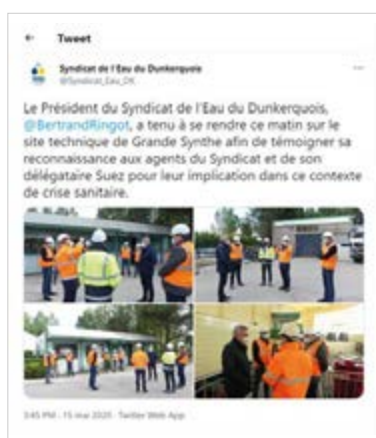 Tweet
Syndicat de l'Eau du Dunkerquois
@Syndicat_Eau_DK
Le Président du Syndicat de l'Eau du Dunkerquois,
@BertrandRingot, a tenu à se rendre ce matin sur le
site technique de Grande Synthe afin de témoigner sa
reconnaissance aux agents du Syndicat et de son
délégataire Suez pour leur implication dans ce contexte
de crise sanitaire.
3:45 PM · 15 mai 2020 · Twitter Web App